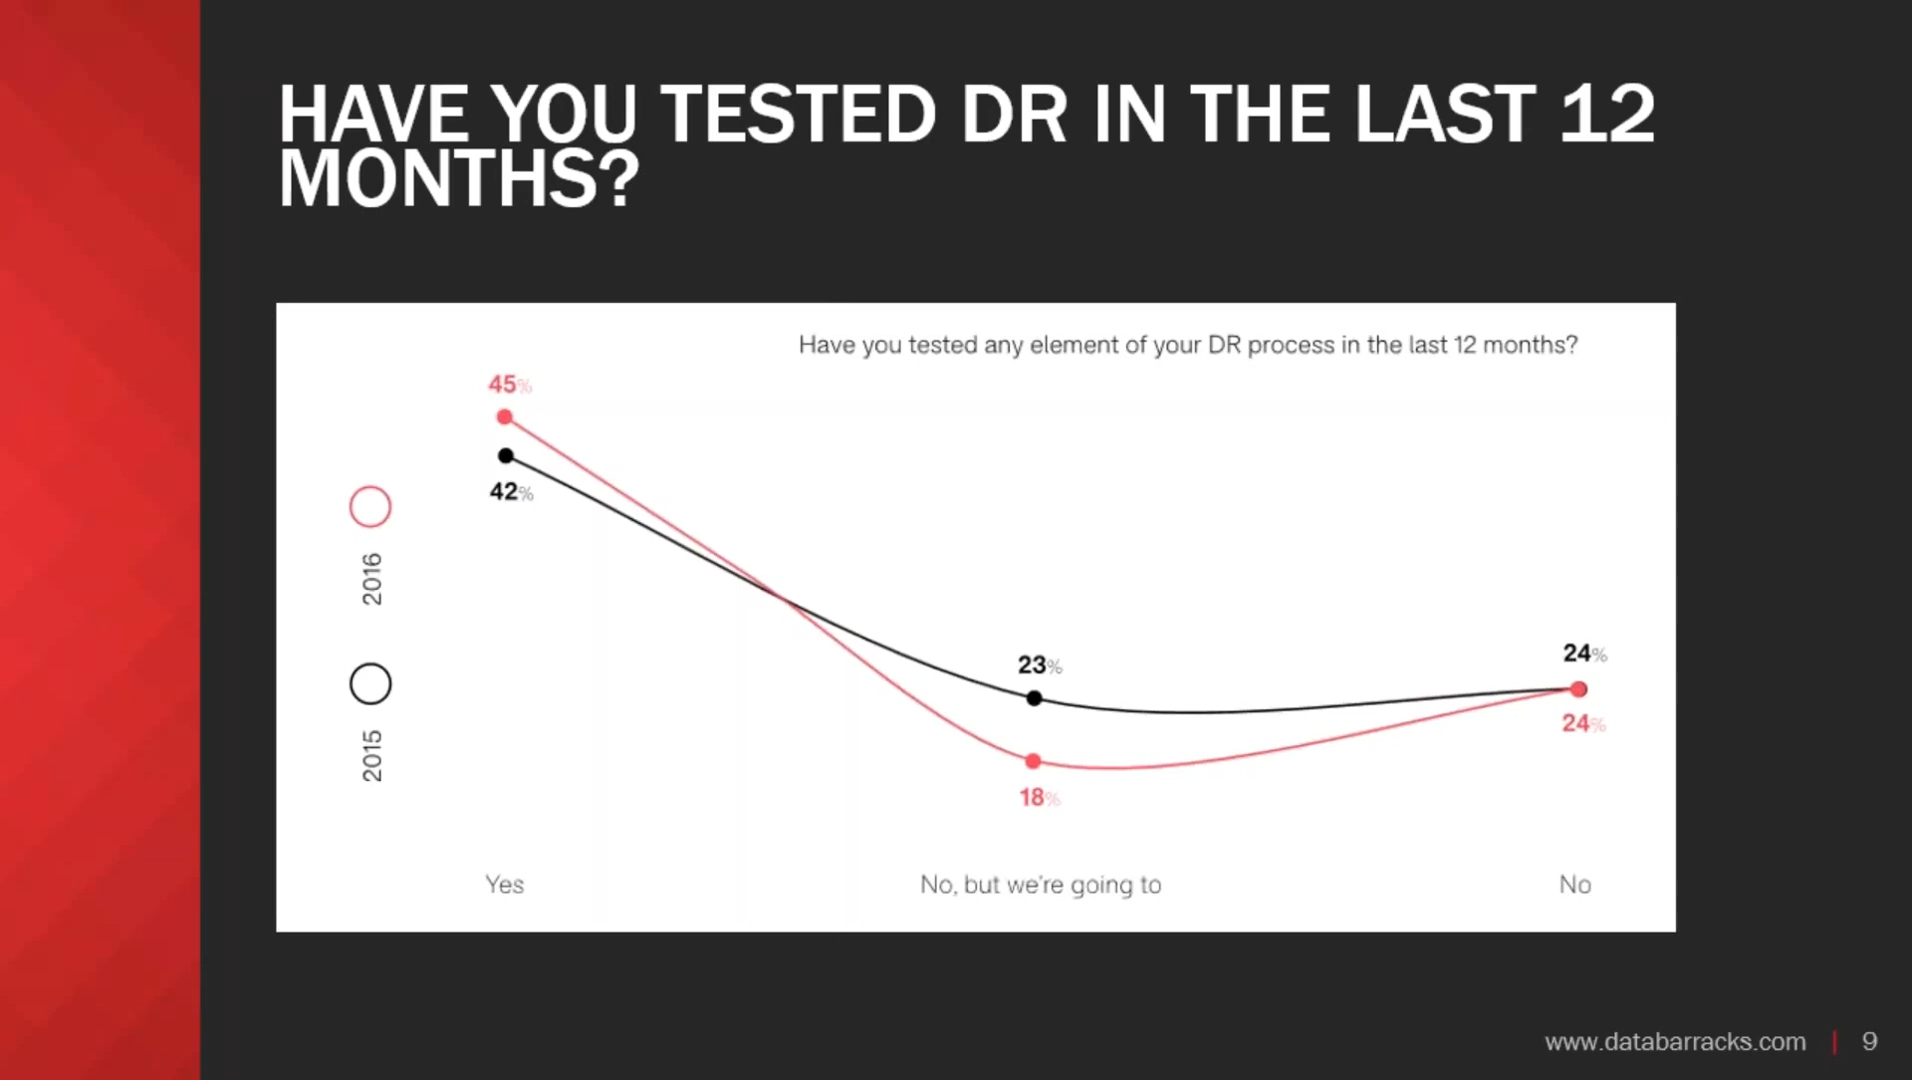 HAVE YOU TESTED DR IN THE LAST 12
MONTHS?
Have you tested any element of your DR process in the last 12 months?
45%
42%
2016
23%
24%
24%
2015
18%
Yes
No, but we're going to
No
www.databarracks.com | 9